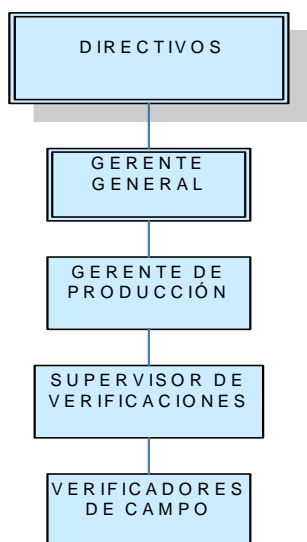 DIRECTIVOS
GERENTE
GENERAL
GERENTE DE
PRODUCCIÓN
SUPERVISOR DE
VERIFICACIONES
VERIFICADORES
DE CAMPO